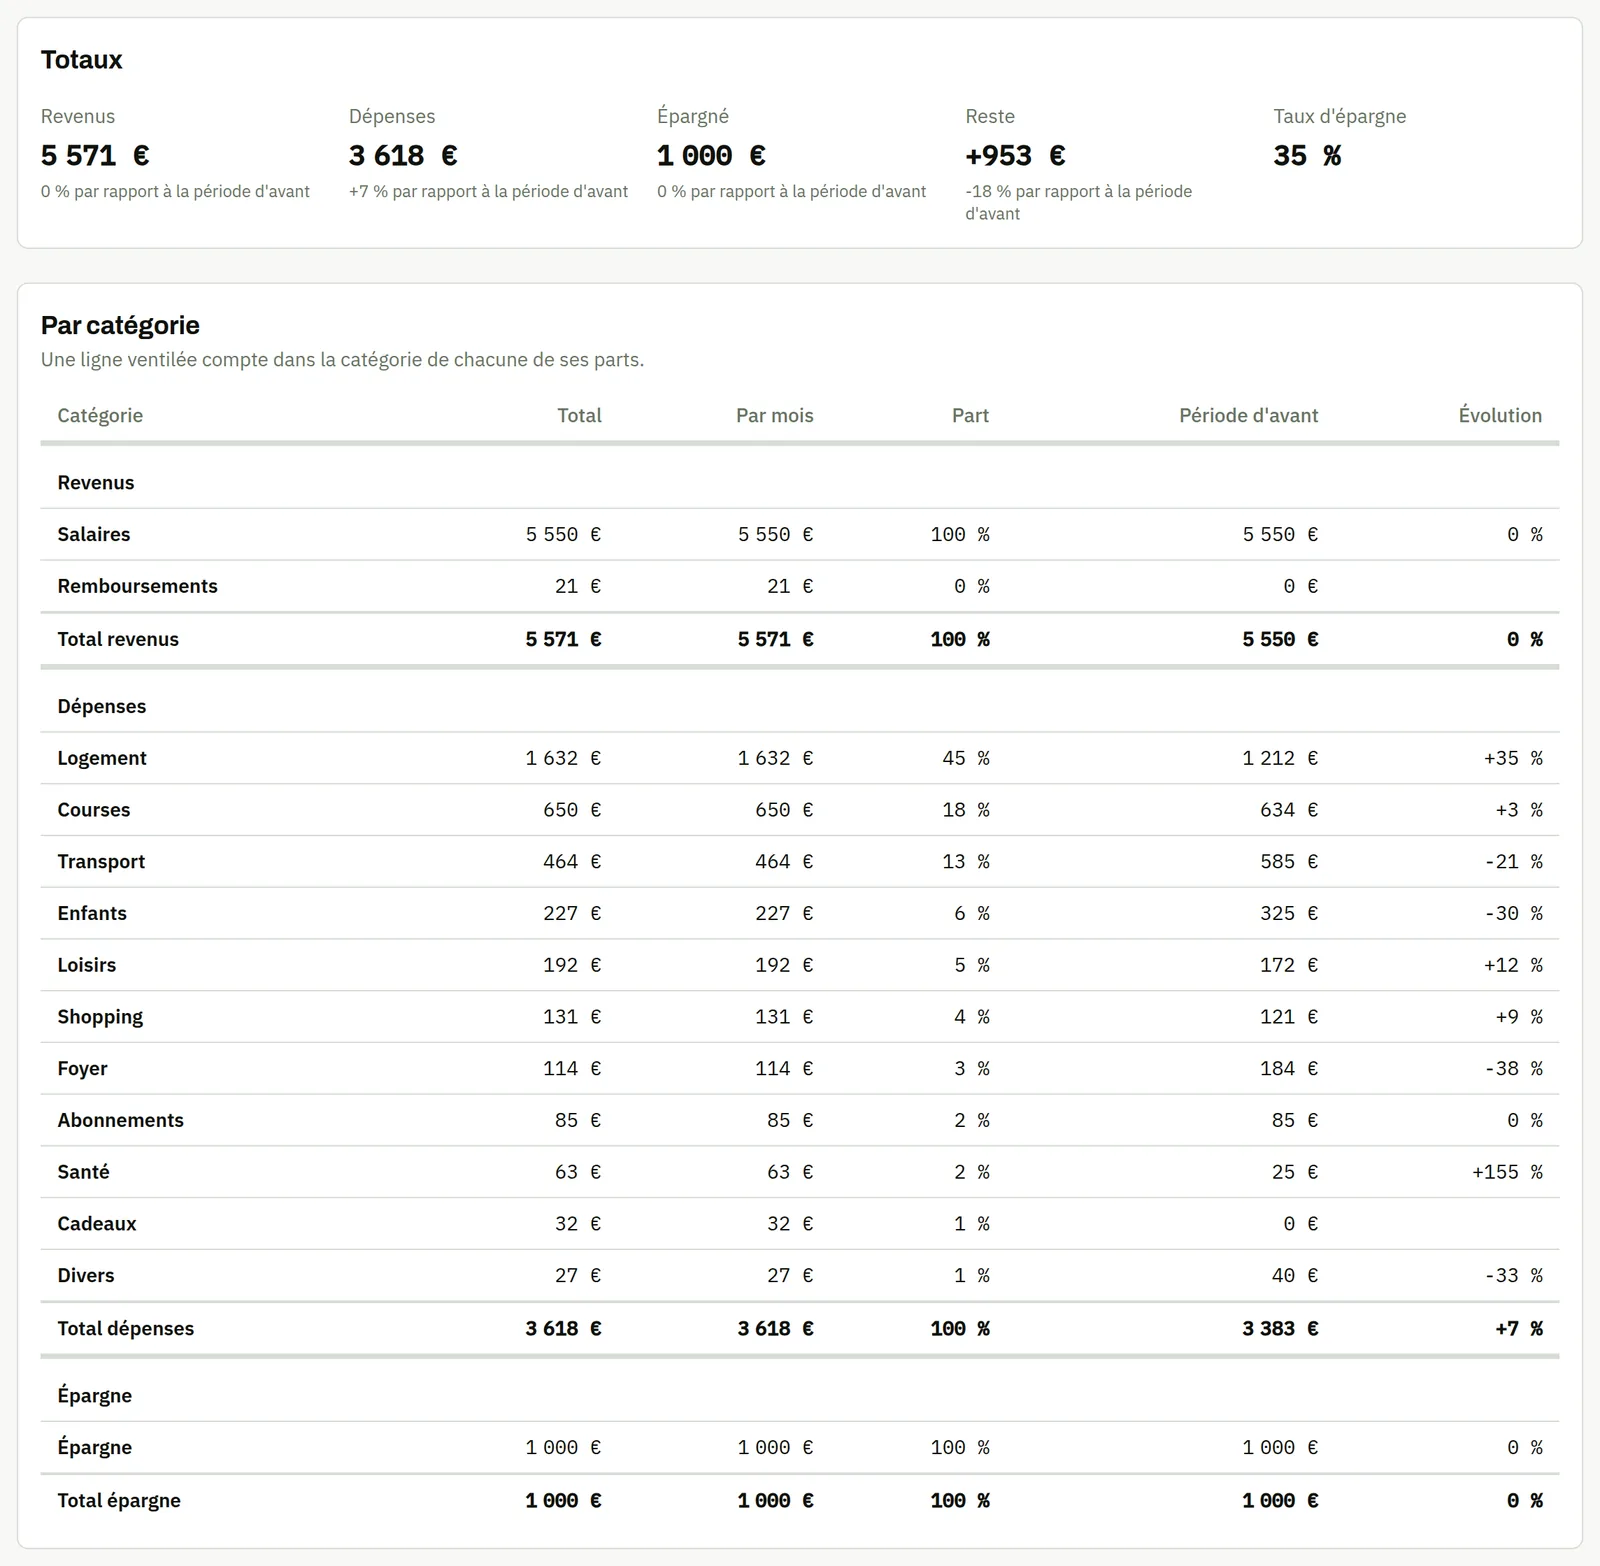 Totaux
Revenus Dépenses Épargné Reste Taux d'épargne
5 571 € 3 618 € 1 000 € +953 € 35 %
0 % par rapport à la période d'avant +7 % par rapport à la période d'avant 0 % par rapport à la période d'avant -18 % par rapport à la période
d'avant
Par catégorie
Une ligne ventilée compte dans la catégorie de chacune de ses parts.
Catégorie Total Par mois Part Période d'avant Évolution
Revenus
Salaires 5 550 € 5 550 € 100 % 5 550 € 0 %
Remboursements 21 € 21 € 0 % 0 €
Total revenus 5 571 € 5 571 € 100 % 5 550 € 0 %
Dépenses
Logement 1 632 € 1 632 € 45 % 1 212 € +35 %
Courses 650 € 650 € 18 % 634 € +3 %
Transport 464 € 464 € 13 % 585 € -21 %
Enfants 227 € 227 € 6 % 325 € -30 %
Loisirs 192 € 192 € 5 % 172 € +12 %
Shopping 131 € 131 € 4 % 121 € +9 %
Foyer 114 € 114 € 3 % 184 € -38 %
Abonnements 85 € 85 € 2 % 85 € 0 %
Santé 63 € 63 € 2 % 25 € +155 %
Cadeaux 32 € 32 € 1 % 0 €
Divers 27 € 27 € 1 % 40 € -33 %
Total dépenses 3 618 € 3 618 € 100 % 3 383 € +7 %
Épargne
Épargne 1 000 € 1 000 € 100 % 1 000 € 0 %
Total épargne 1 000 € 1 000 € 100 % 1 000 € 0 %